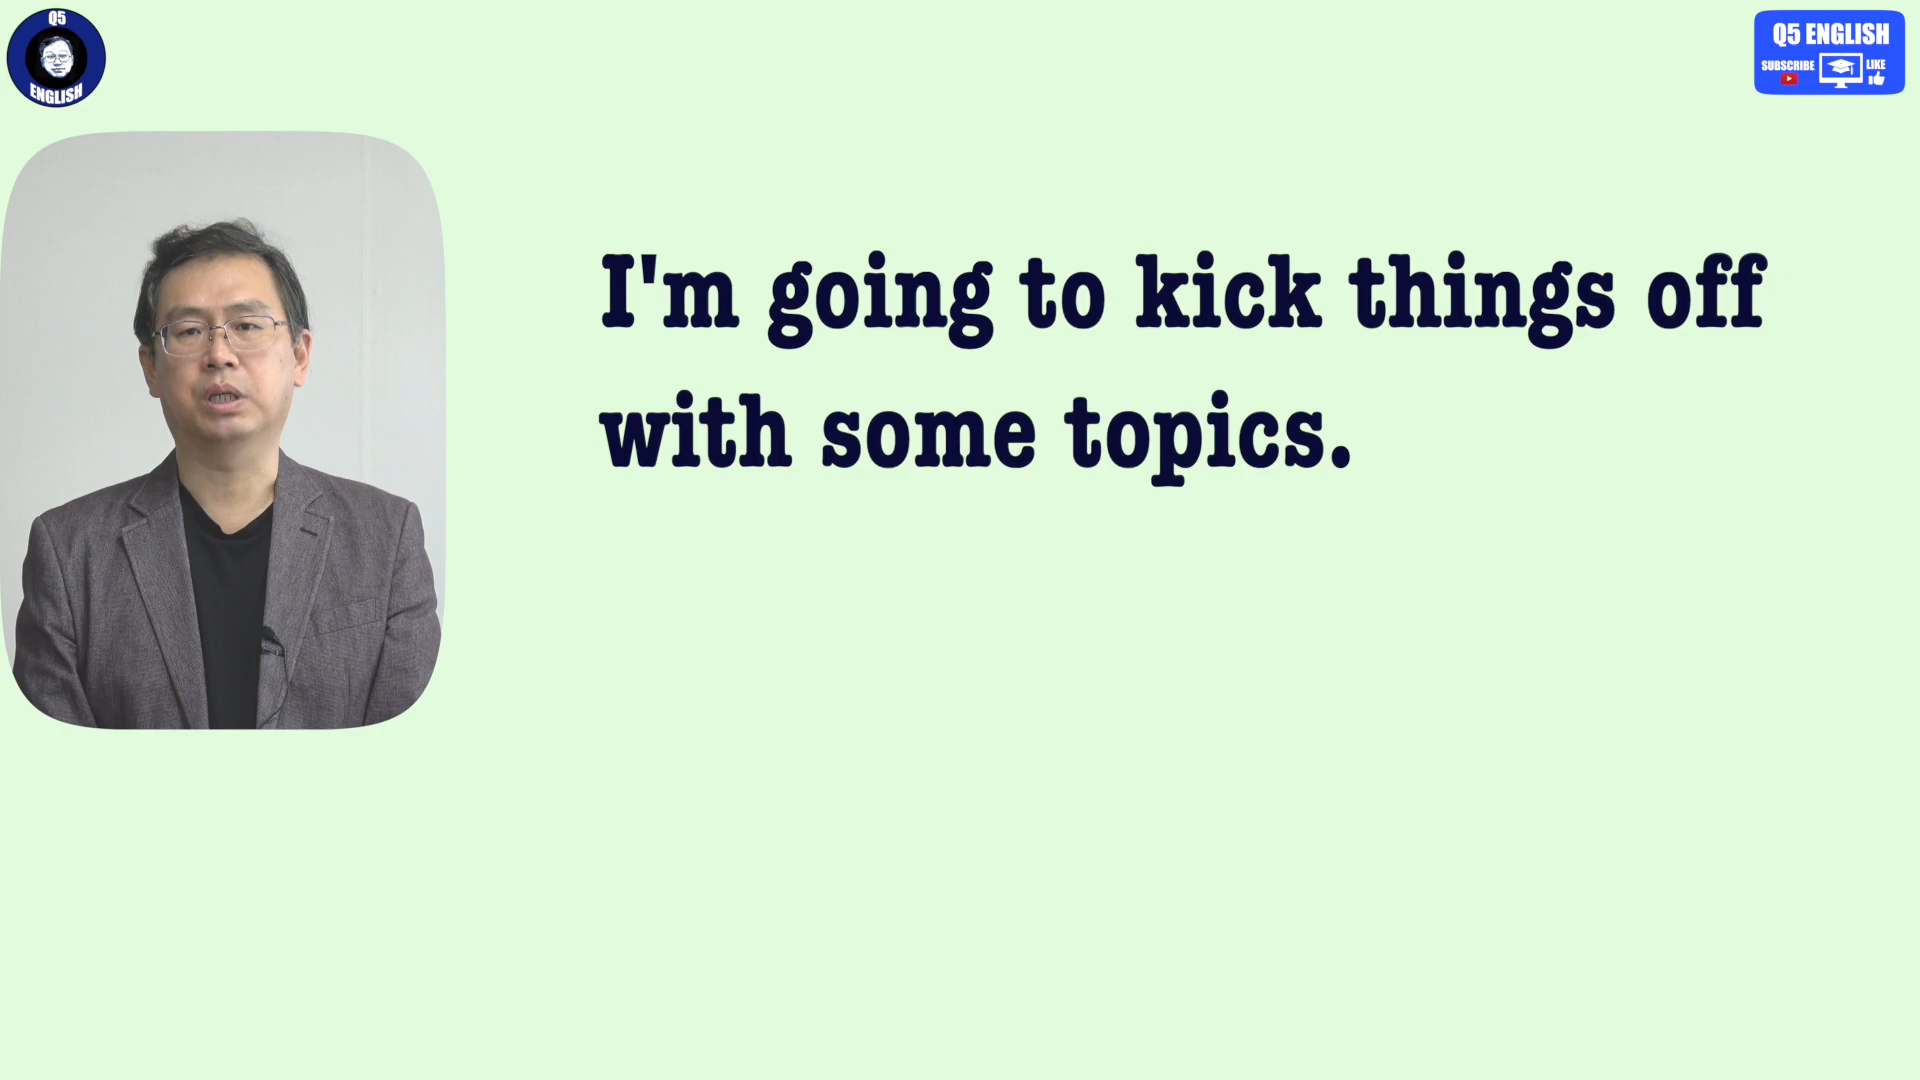 Q5
ENGLISH
Q5 ENGLISH
SUBSCRIBE
LIKE
I'm going to kick things off
with some topics.